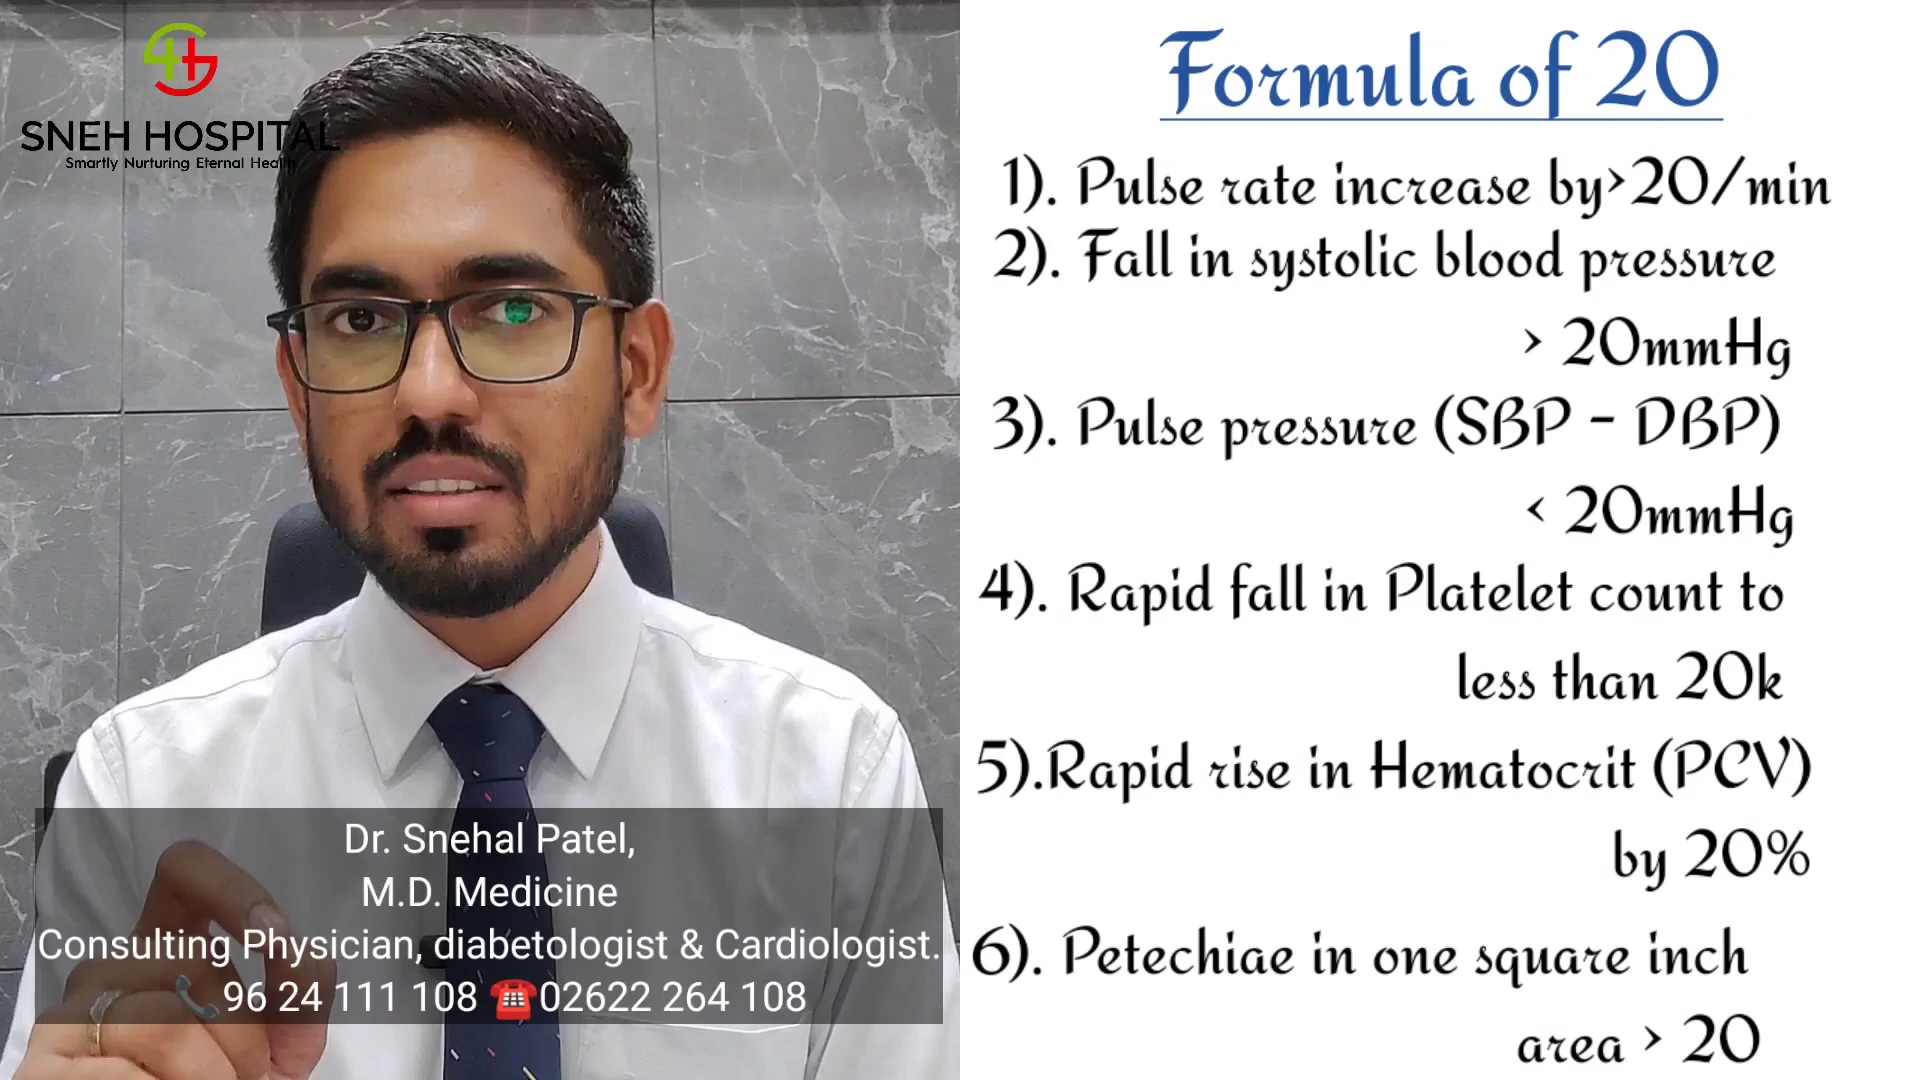 SNEH HOSPITAL
Smartly Nurturing Eternal Health
Dr. Snehal Patel,
M.D. Medicine
Consulting Physician, diabetologist & Cardiologist.
📞96 24 111 108 ☎️02622 264 108
Formula of 20
1). Pulse rate increase by>20/min
2). Fall in systolic blood pressure
> 20mmHg
3). Pulse pressure (SBP - DBP)
< 20mmHg
4). Rapid fall in Platelet count to
less than 20k
5).Rapid rise in Hematocrit (PCV)
by 20%
6). Petechiae in one square inch
area > 20